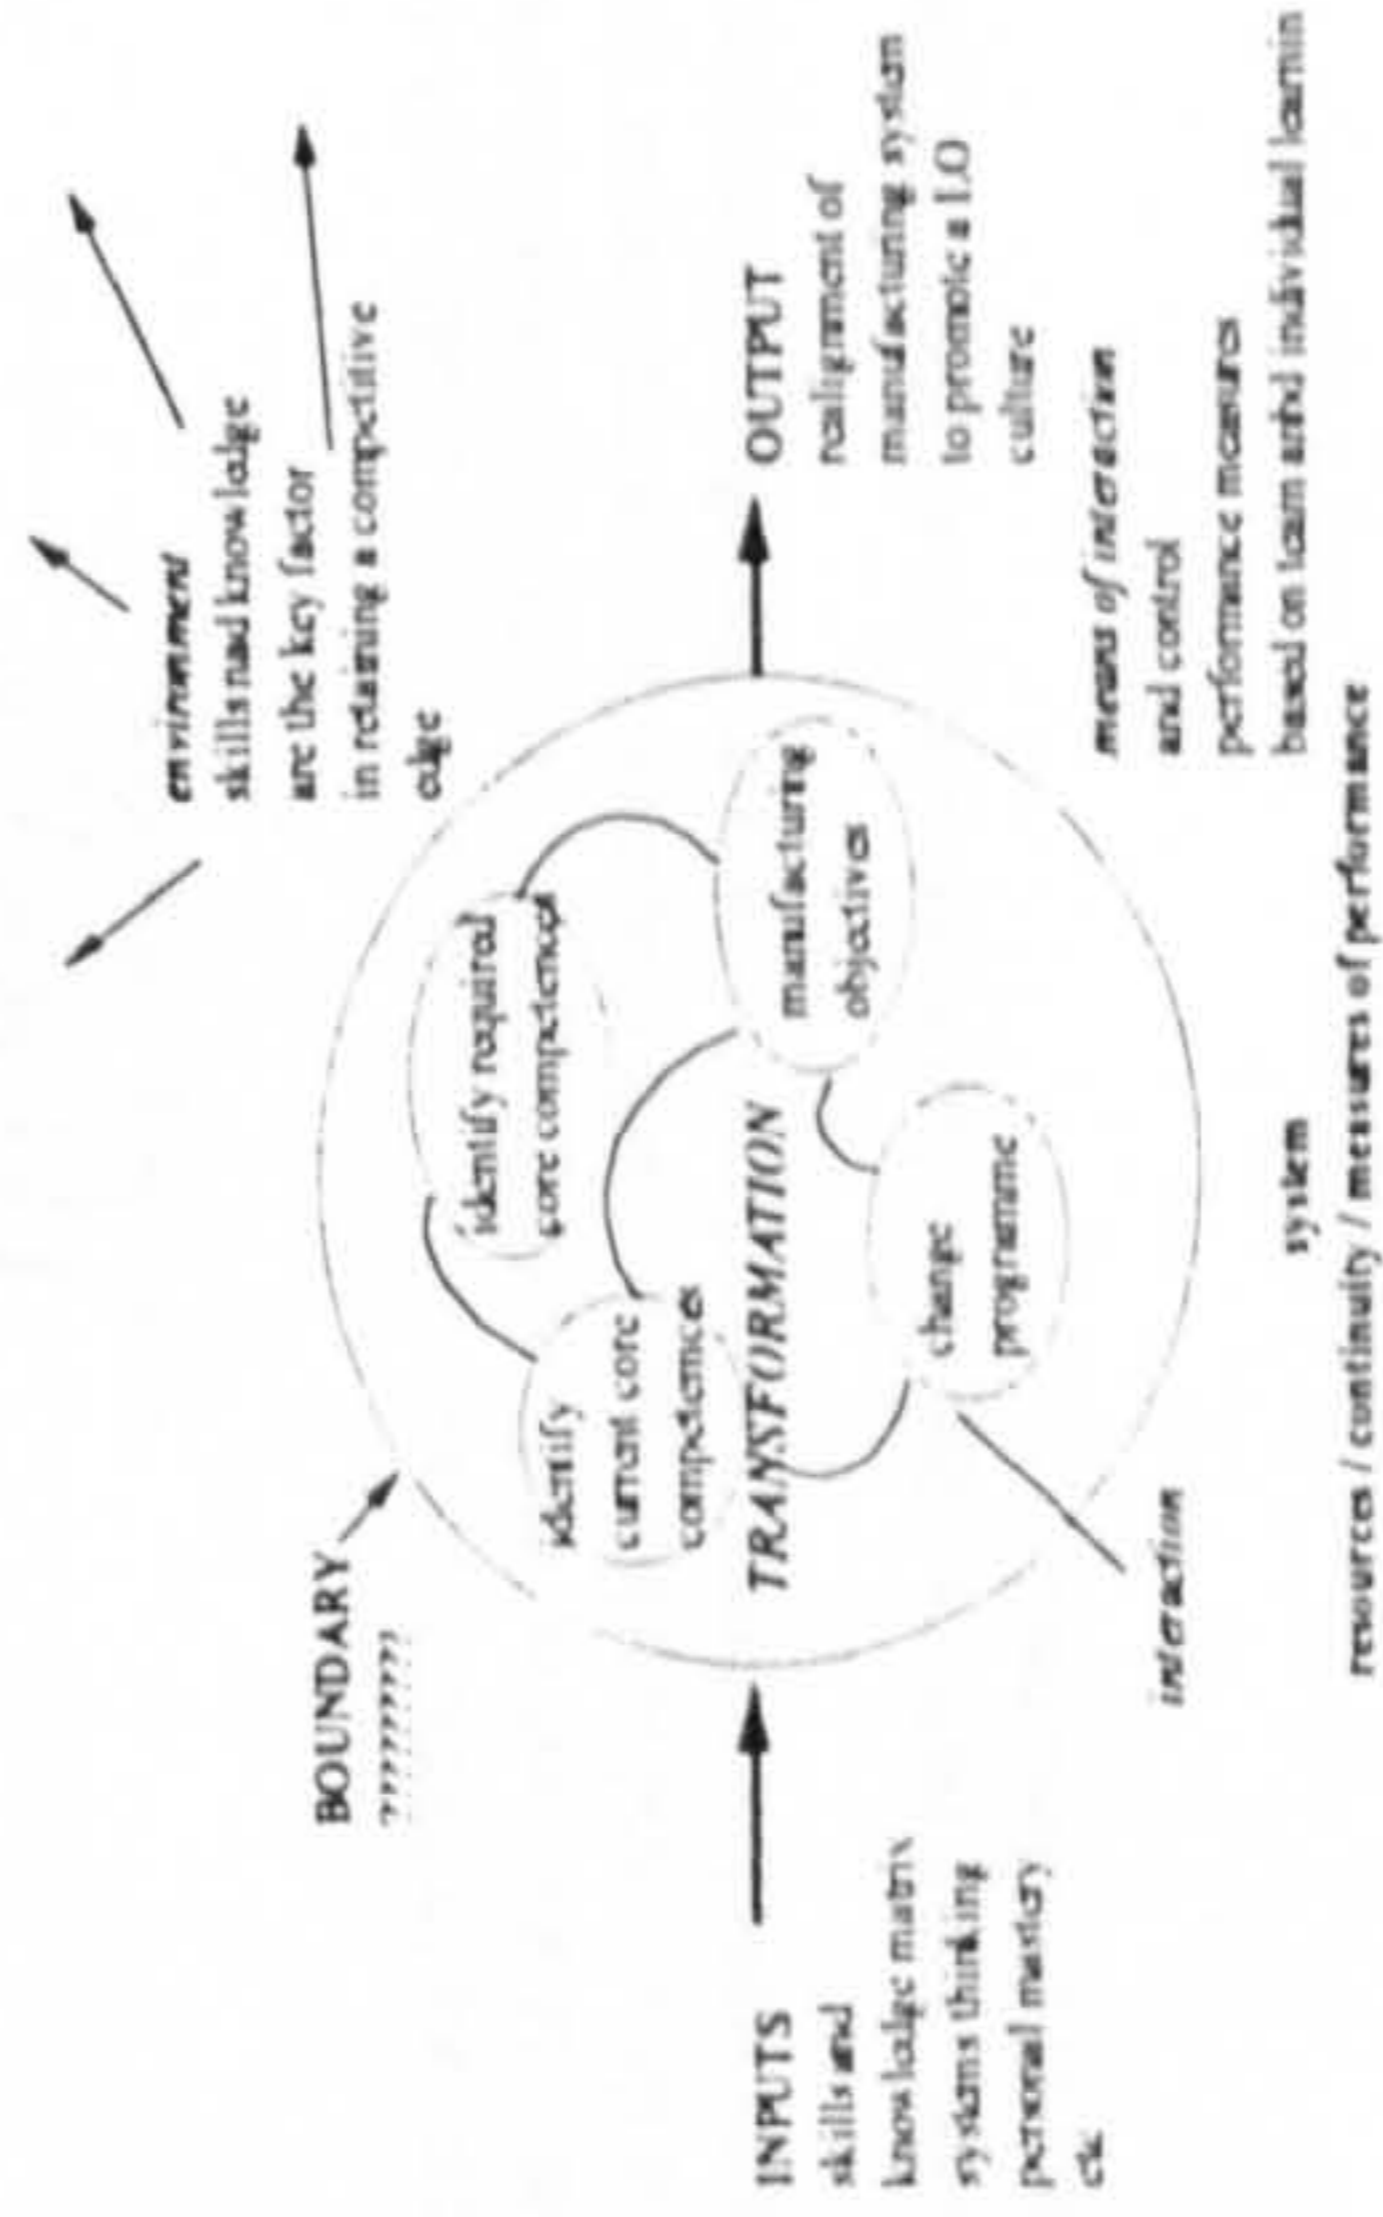 BOUNDARY
?????????
environment
skills nad knowledge
are the key factor
in retaining a competitive
edge
identify required
core competences
identify
current core
competences
TRANSFORMATION
manufacturing
objectives
change
programme
INPUTS
skills and
knowledge matrix
systems thinking
personal mastery
etc
OUTPUT
realignment of
manufacturing system
to promote a LO
culture
means of interaction
and control
performance measures
based on team anbd individual learnin
interaction
system
resources / continuity / measures of performance